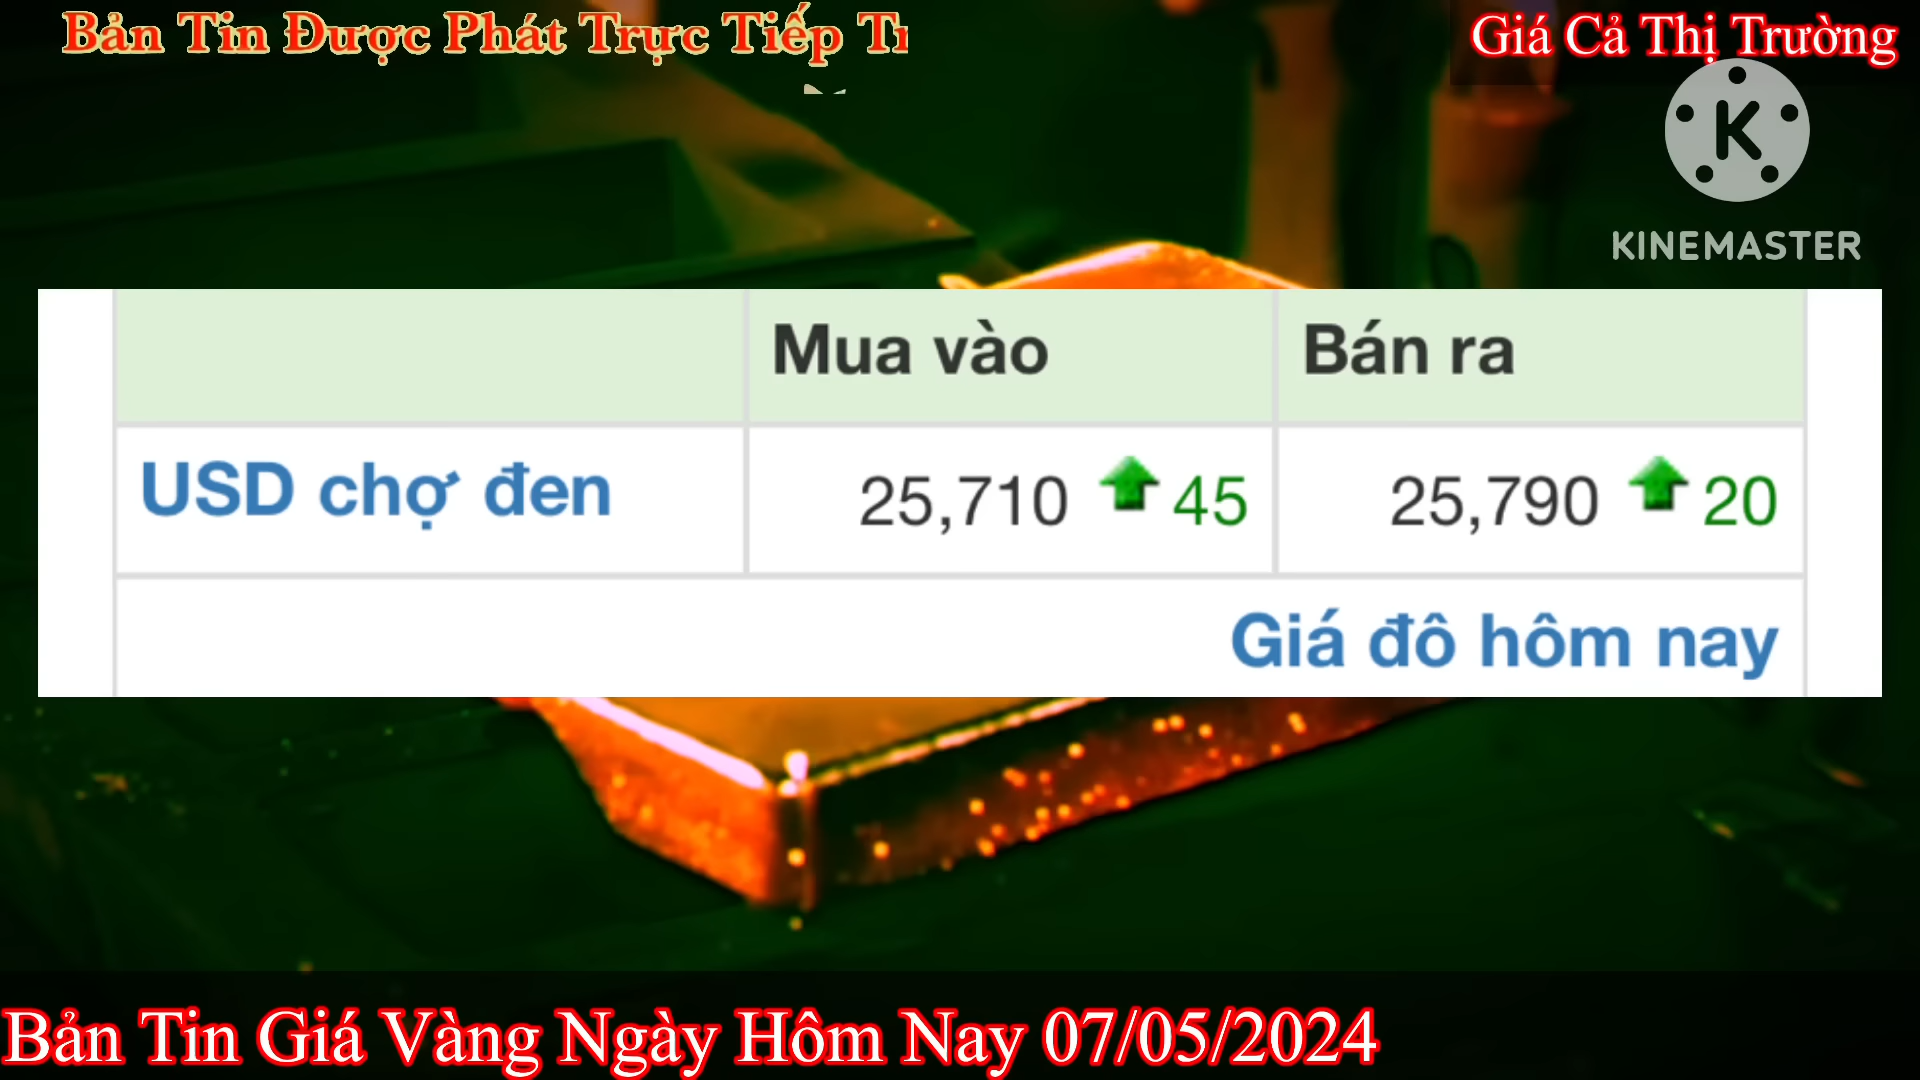 Bản Tin Được Phát Trực Tiếp
Giá Cả Thị Trường
K
KINEMASTER
Mua vào Bán ra
USD chợ đen 25,710 45 25,790 20
Giá đô hôm nay
Bản Tin Giá Vàng Ngày Hôm Nay 07/05/2024